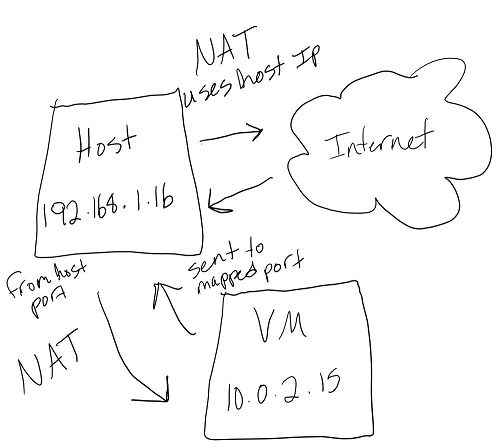 NAT
uses host Ip
Host
192.168.1.16
Internet
from host
port
sent to
mapped port
NAT
VM
10.0.2.15